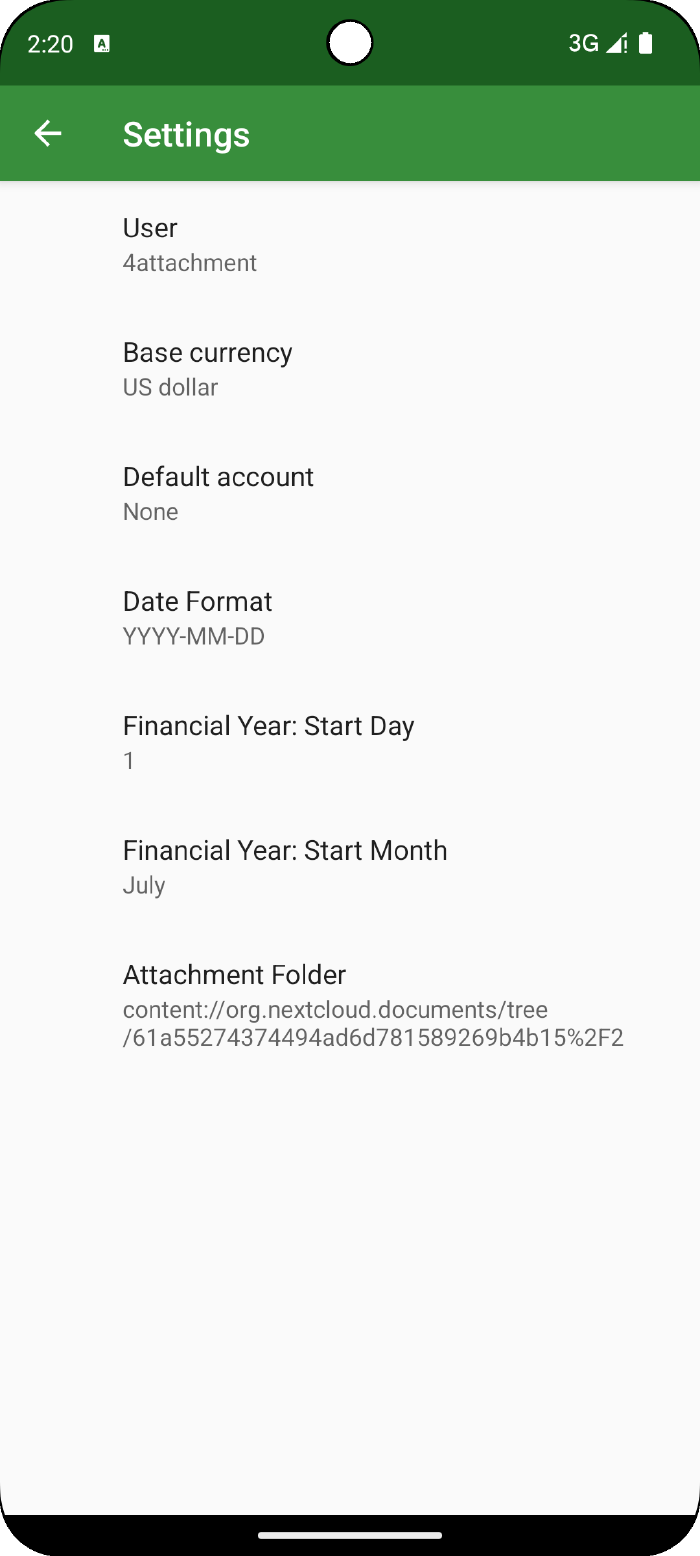 2:20
3G
Settings
User
4attachment
Base currency
US dollar
Default account
None
Date Format
YYYY-MM-DD
Financial Year: Start Day
1
Financial Year: Start Month
July
Attachment Folder
content://org.nextcloud.documents/tree
/61a55274374494ad6d781589269b4b15%2F2